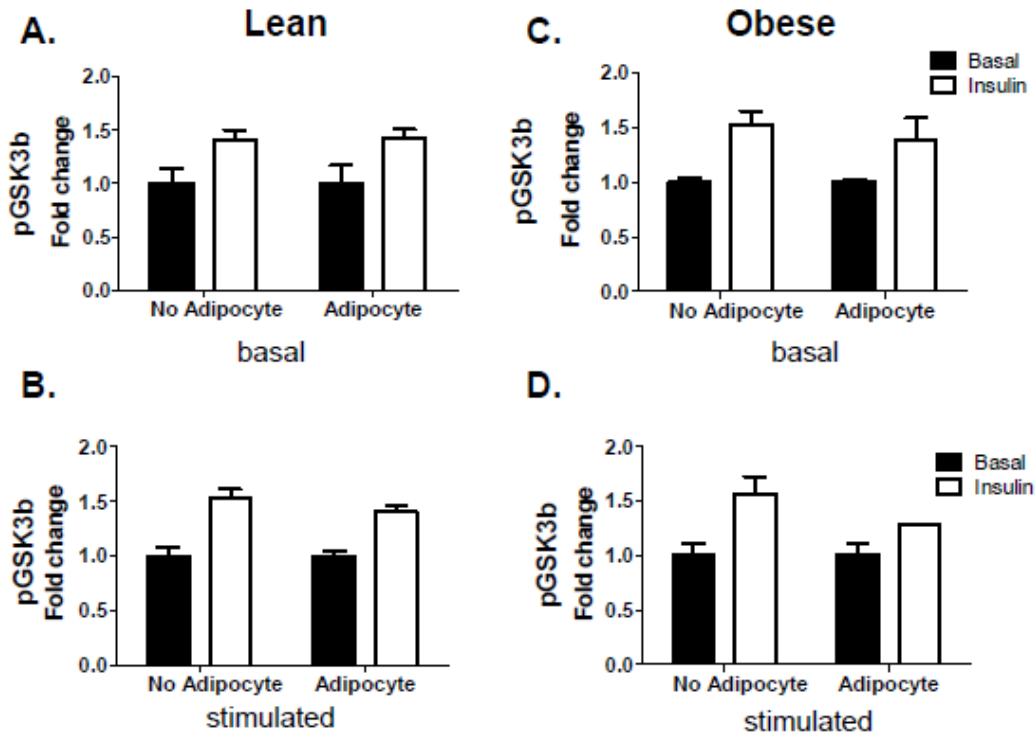 A.
Lean
pGSK3b
Fold change
2.0
1.5
1.0
0.5
0.0
No Adipocyte
Adipocyte
basal
C.
Obese
Basal
Insulin
pGSK3b
Fold change
2.0
1.5
1.0
0.5
0.0
No Adipocyte
Adipocyte
basal
B.
pGSK3b
Fold change
2.0
1.5
1.0
0.5
0.0
No Adipocyte
Adipocyte
stimulated
D.
Basal
Insulin
pGSK3b
Fold change
2.0
1.5
1.0
0.5
0.0
No Adipocyte
Adipocyte
stimulated